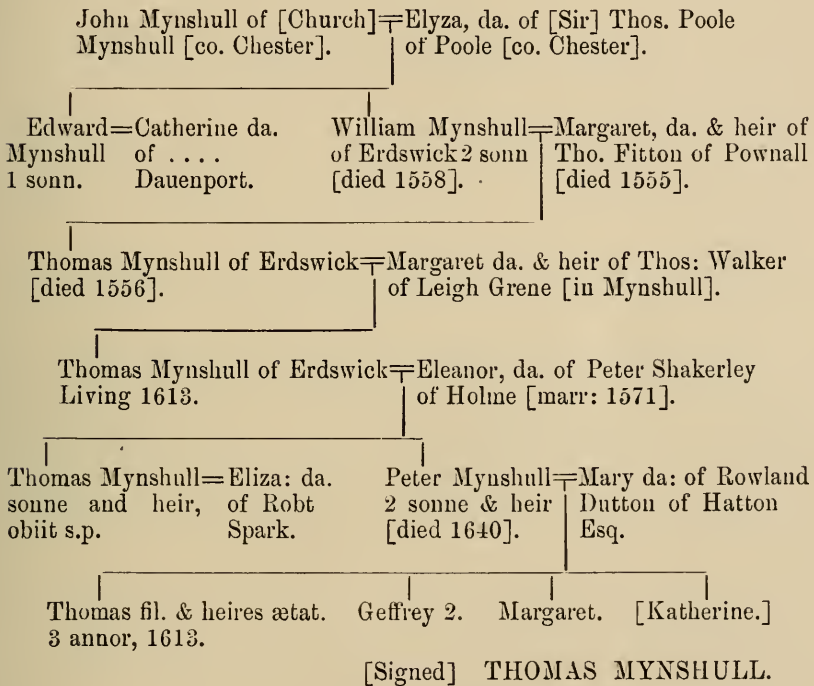 John Mynshull of [Church]=Elyza, da. of [Sir] Thos. Poole
Mynshull [co. Chester]. of Poole [co. Chester].
Edward=Catherine da. William Mynshull=Margaret, da. & heir of
Mynshull of .... of Erdswick 2 sonn Tho. Fitton of Pownall
1 sonn. Dauenport. [died 1558]. [died 1555].
Thomas Mynshull of Erdswick=Margaret da. & heir of Thos: Walker
[died 1556]. of Leigh Grene [in Mynshull].
Thomas Mynshull of Erdswick=Eleanor, da. of Peter Shakerley
Living 1613. of Holme [marr: 1571].
Thomas Mynshull=Eliza: da. Peter Mynshull=Mary da: of Rowland
sonne and heir, of Robt 2 sonne & heir Dutton of Hatton
obiit s.p. Spark. [died 1640]. Esq.
Thomas fil. & heires ætat. Geffrey 2. Margaret. [Katherine.]
3 annor, 1613.
[Signed] THOMAS MYNSHULL.